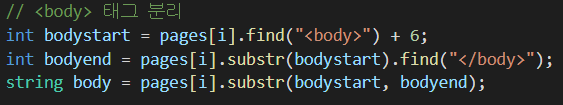 // <body> 태그 분리
int bodystart = pages[i].find("<body>") + 6;
int bodyend = pages[i].substr(bodystart).find("</body>");
string body = pages[i].substr(bodystart, bodyend);